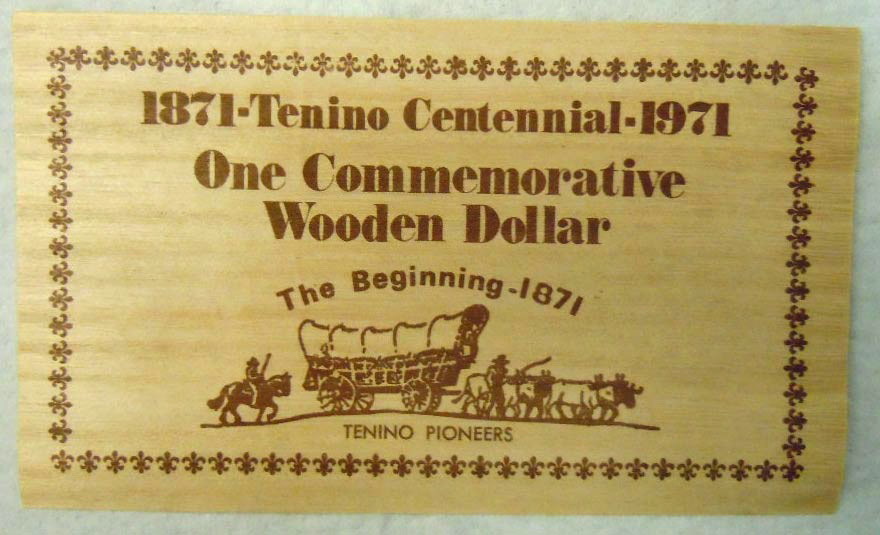 1871-Tenino Centennial-1971
One Commemorative
Wooden Dollar
The Beginning-1871
TENINO PIONEERS